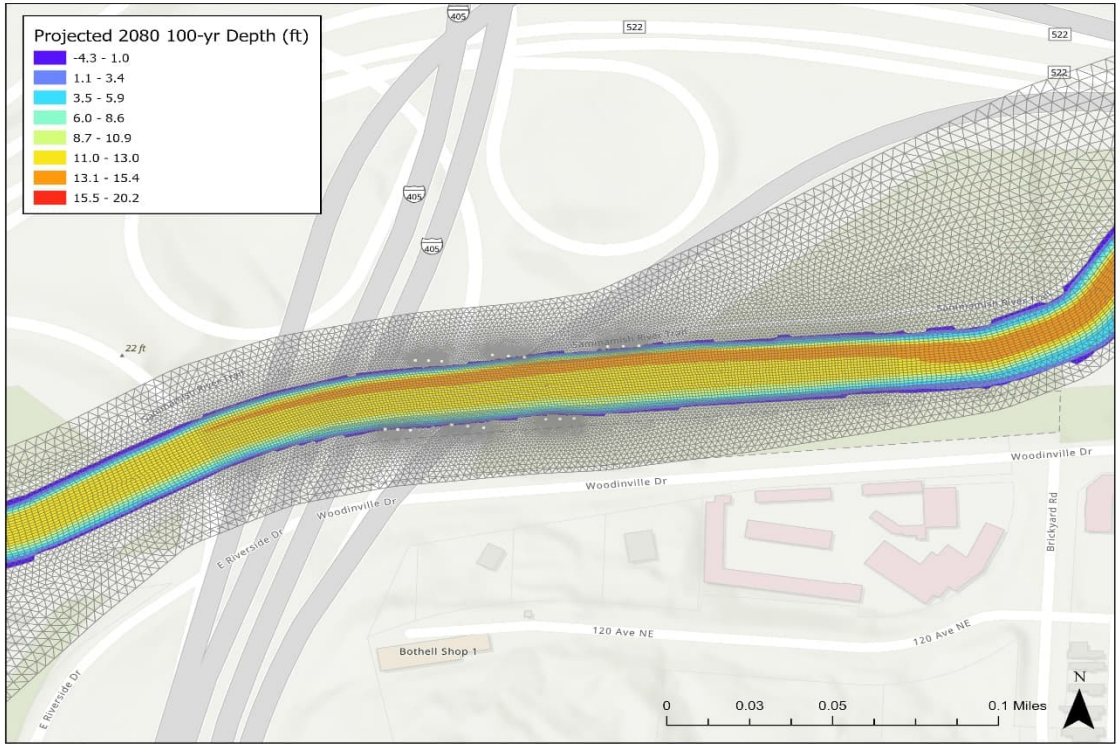 Projected 2080 100-yr Depth (ft)
-4.3 - 1.0
1.1 - 3.4
3.5 - 5.9
6.0 - 8.6
8.7 - 10.9
11.0 - 13.0
13.1 - 15.4
15.5 - 20.2
405
522
522
522
405
405
Sammamish River Trail
Sammamish River Trail
22 ft
Sammamish River Trail
Woodinville Dr
Woodinville Dr
Woodinville Dr
E Riverside Dr
Brickyard Rd
120 Ave NE
120 Ave NE
Bothell Shop 1
E Riverside Dr
N
0
0.03
0.05
0.1 Miles